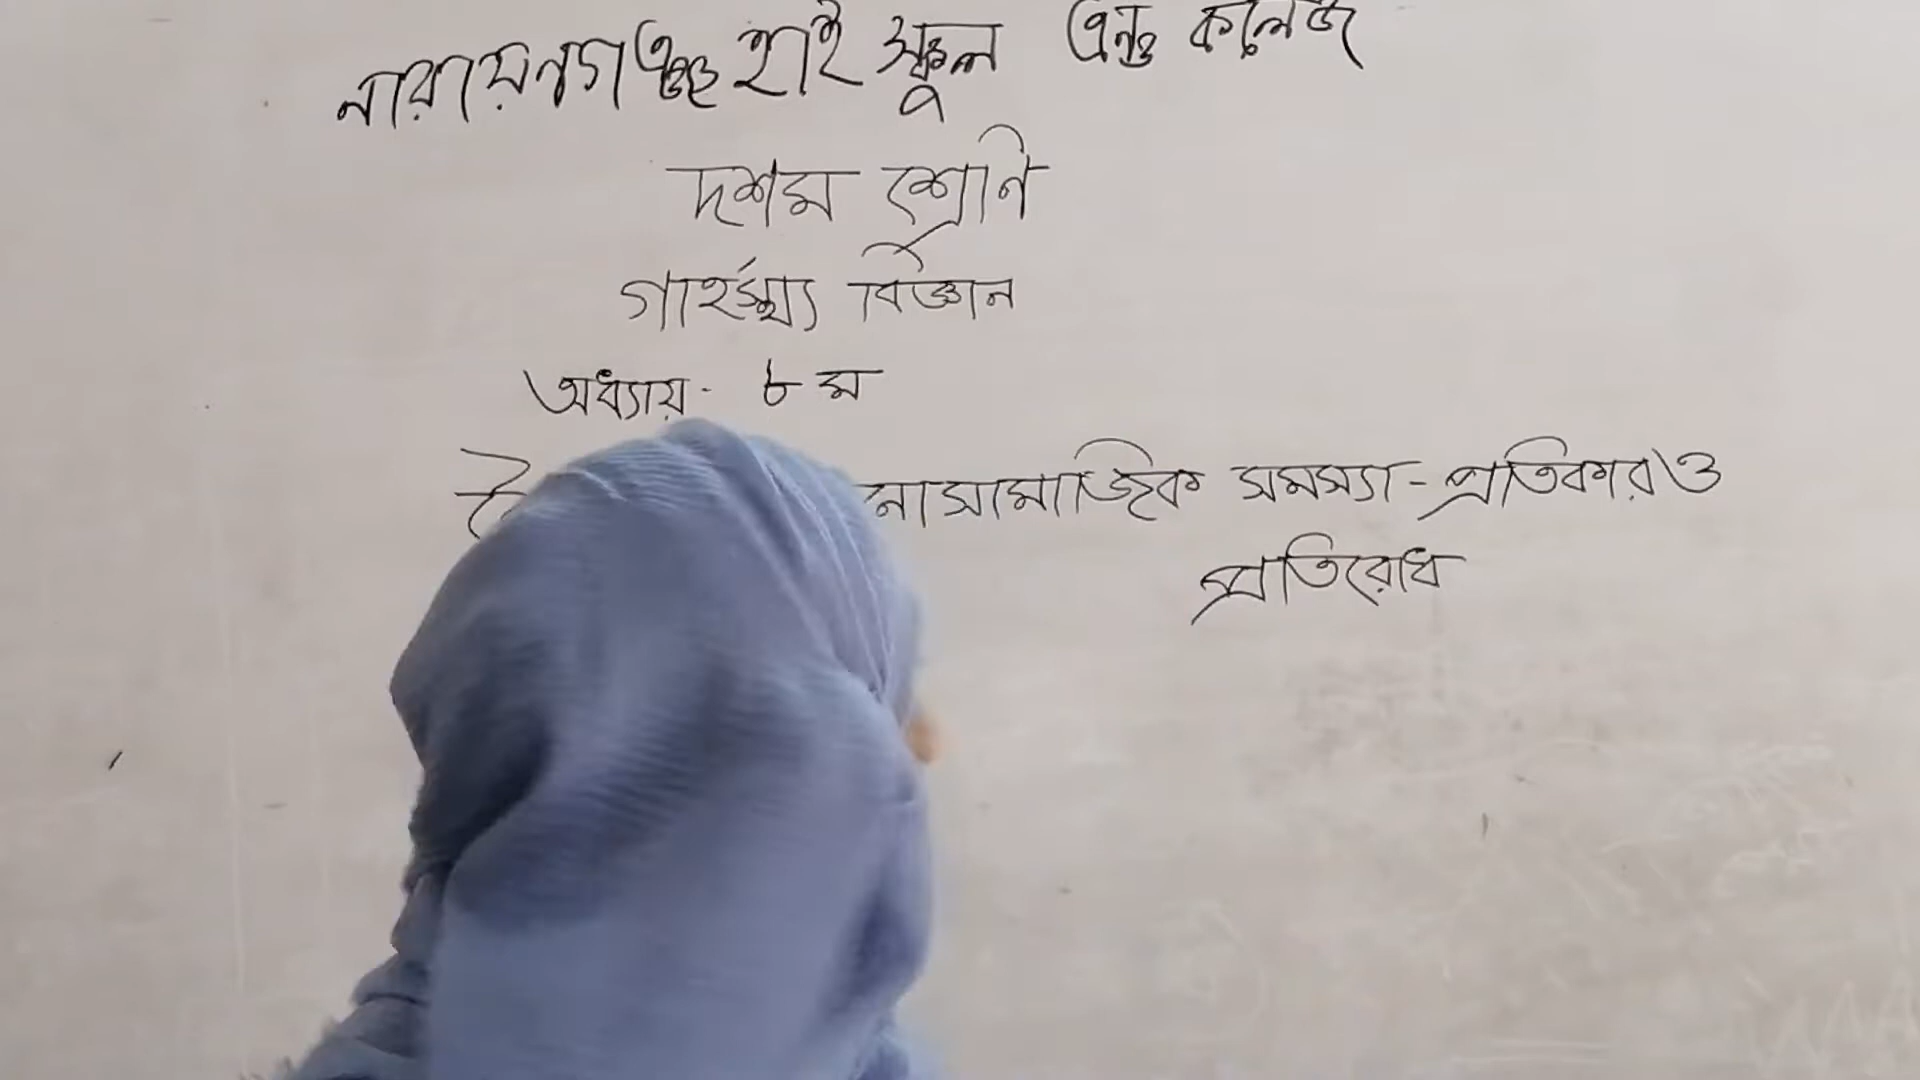 নারায়নগঞ্জ হাই স্কুল এন্ড কলেজ
দশম শ্রেণি
গার্হস্থ্য বিজ্ঞান
অধ্যায়- ৮ম
নোসামাজিক সমস্যা - প্রতিকার ও
প্রতিরোধ